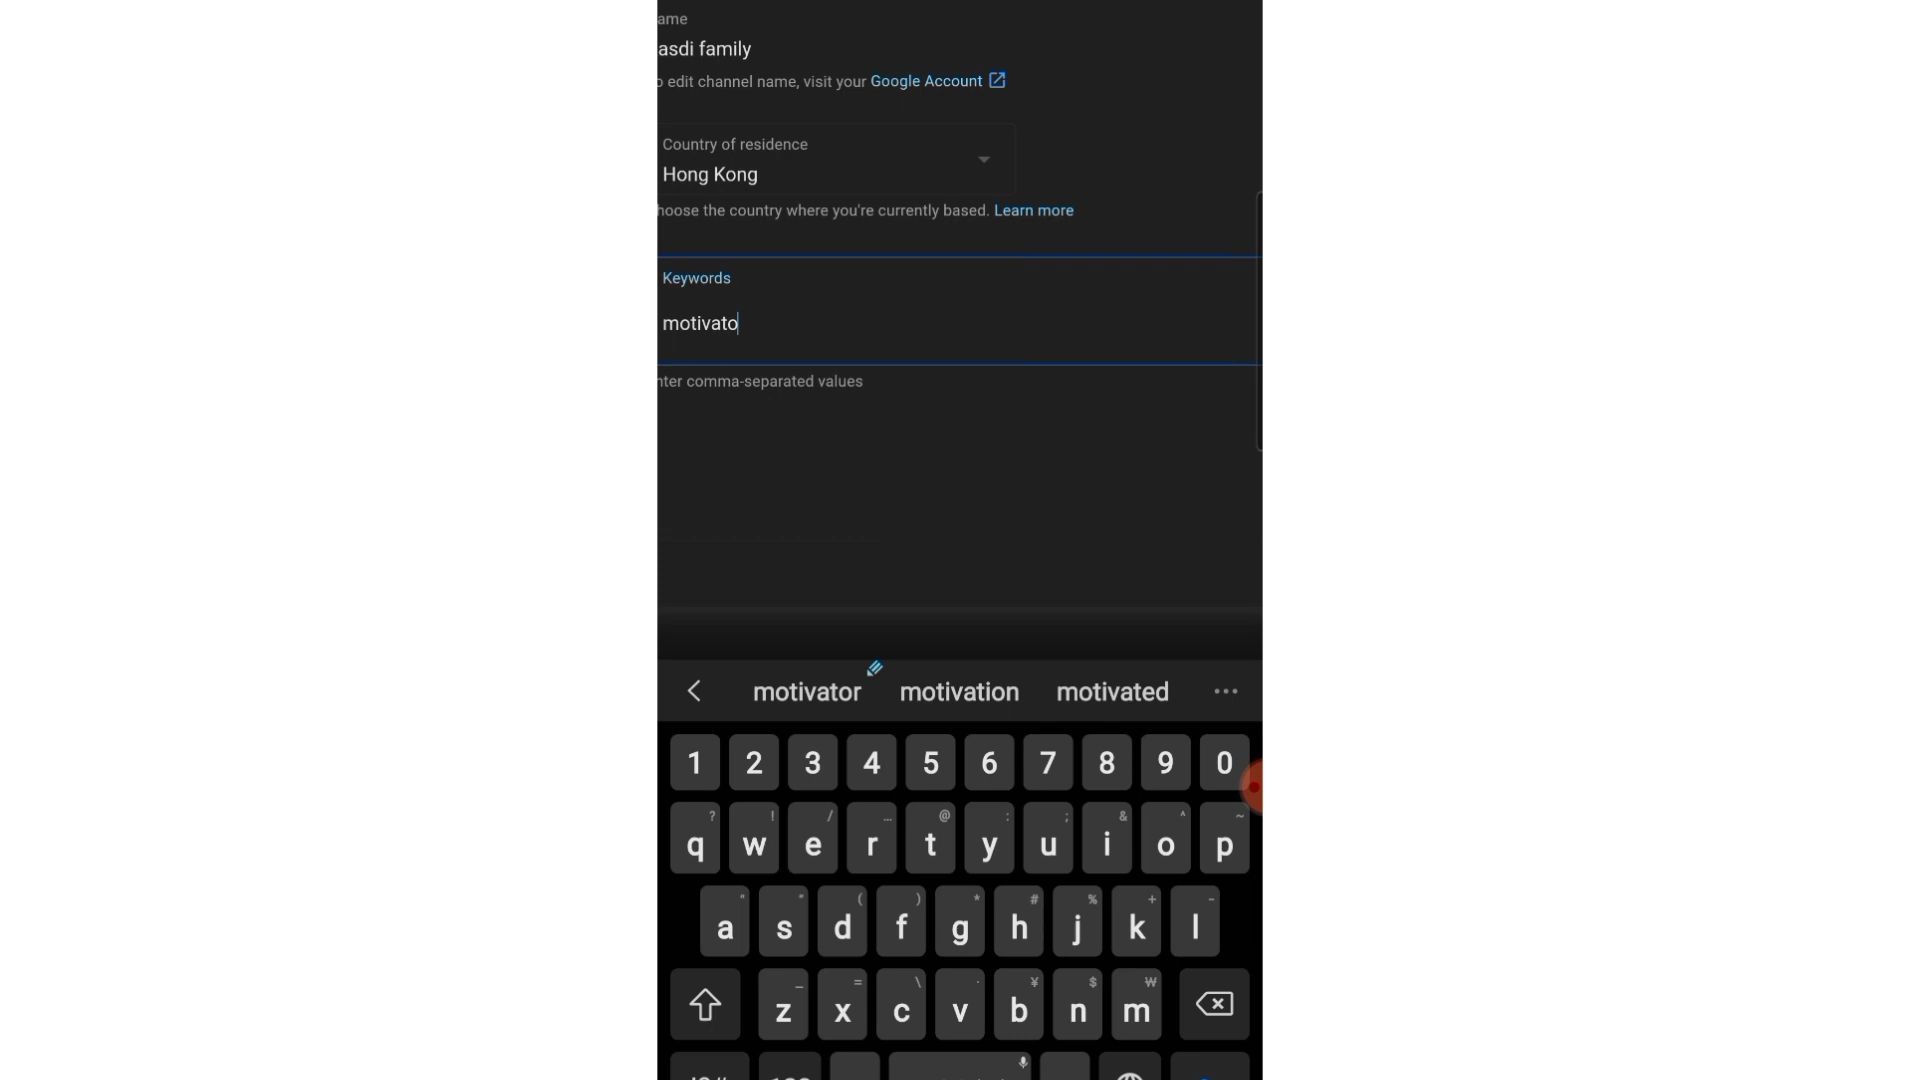 ame
asdi family
o edit channel name, visit your Google Account
Country of residence
Hong Kong
hoose the country where you're currently based. Learn more
Keywords
motivato
nter comma-separated values
motivator motivation motivated ...
1 2 3 4 5 6 7 8 9 0
? ! / ... @ : ; & ^ ~
q w e r t y u i o p
( ) * # % + -
a s d f g h j k l
_ = \ · ¥ $ ₩
z x c v b n m